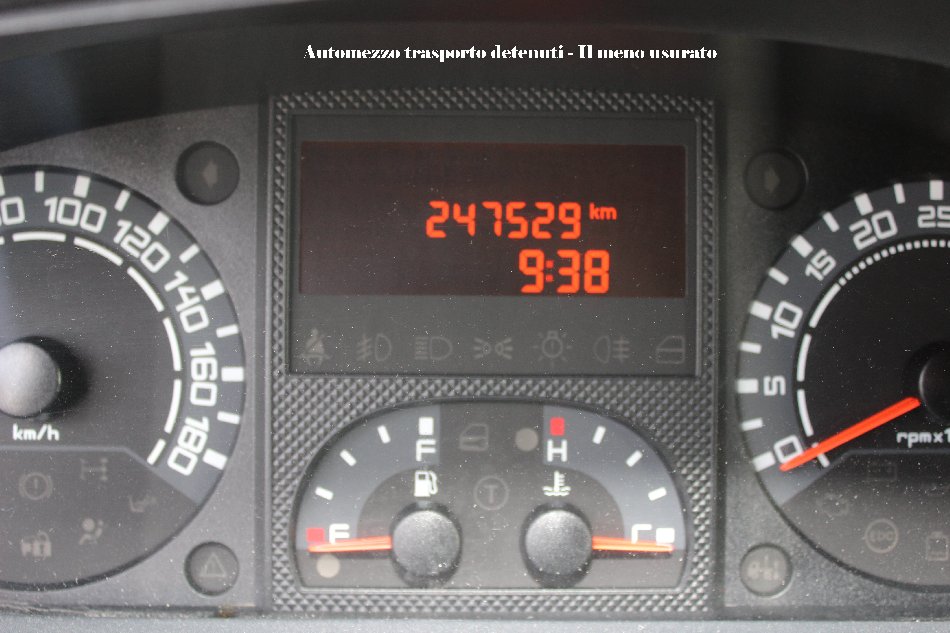 Automezzo trasporto detenuti - Il meno usurato
247529 km
9:38
100
120
140
160
180
km/h
F
H
T
0
5
10
15
20
25
rpmx1
EDC